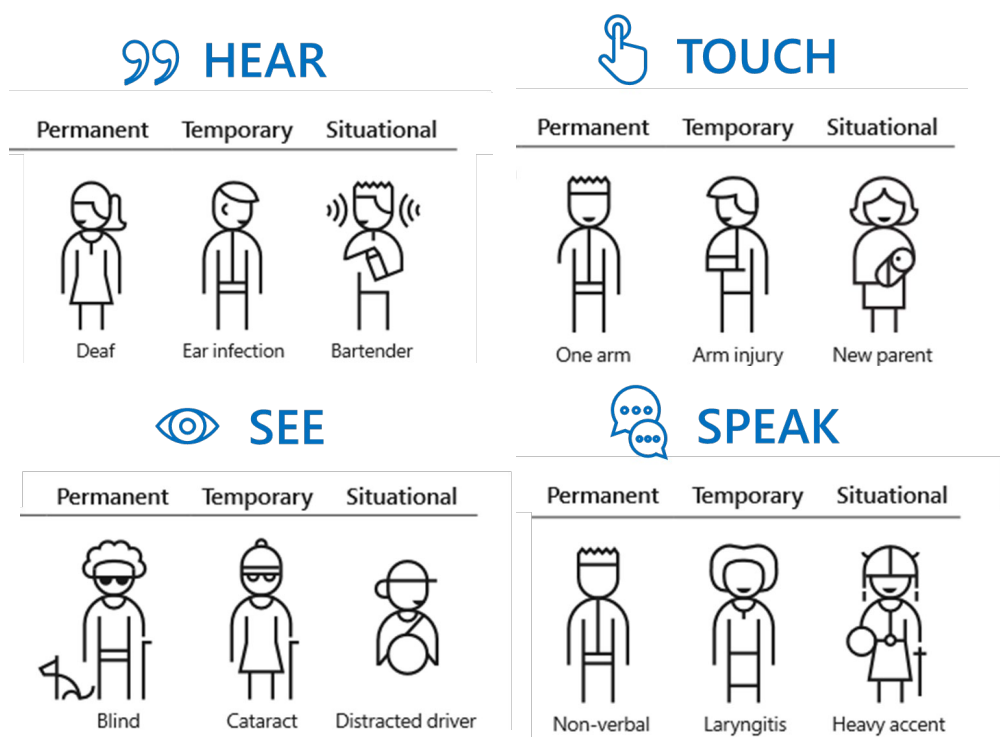 HEAR
Permanent Temporary Situational
Deaf Ear infection Bartender
TOUCH
Permanent Temporary Situational
One arm Arm injury New parent
SEE
Permanent Temporary Situational
Blind Cataract Distracted driver
SPEAK
Permanent Temporary Situational
Non-verbal Laryngitis Heavy accent